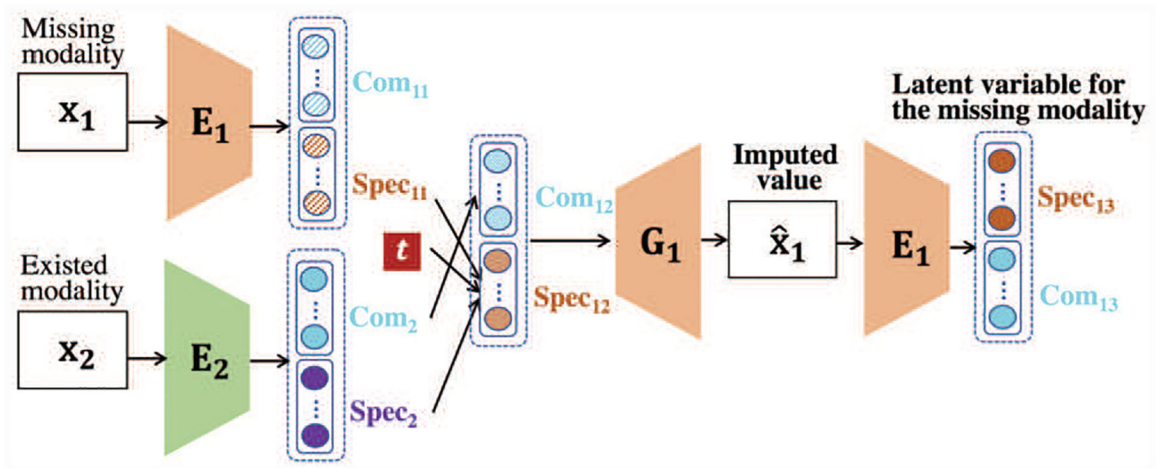 Missing
modality
x₁
E₁
Com₁₁
Spec₁₁
t
Existed
modality
x₂
E₂
Com₂
Spec₂
Com₁₂
Spec₁₂
G₁
Imputed
value
x̂₁
E₁
Latent variable for
the missing modality
Spec₁₃
Com₁₃